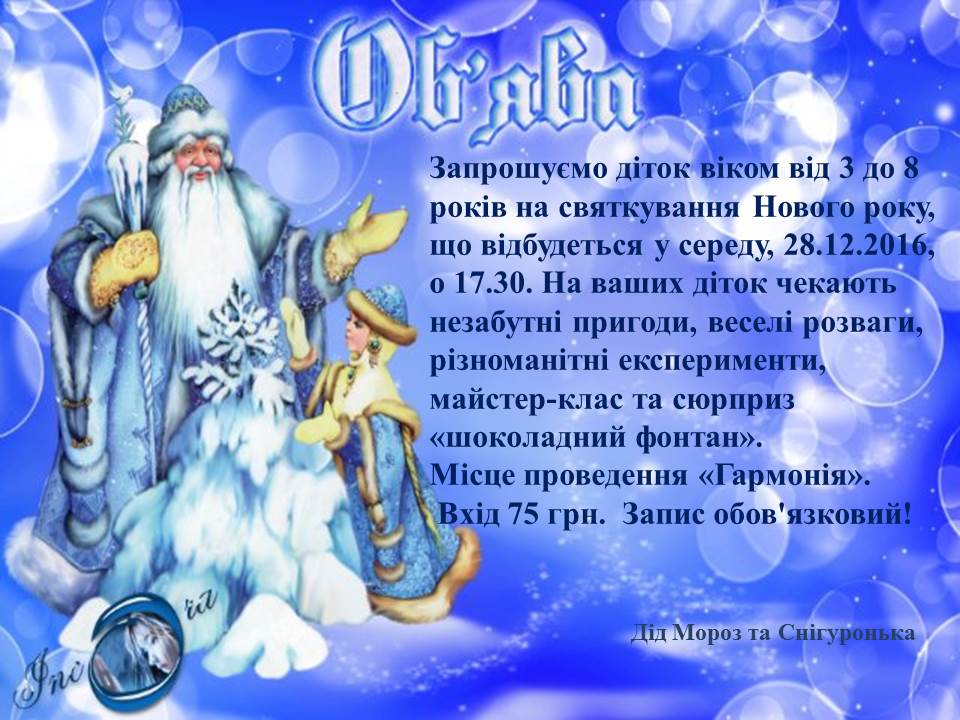 Об'ява
Запрошуємо діток віком від 3 до 8
років на святкування Нового року,
що відбудеться у середу, 28.12.2016,
о 17.30. На ваших діток чекають
незабутні пригоди, веселі розваги,
різноманітні експерименти,
майстер-клас та сюрприз
«шоколадний фонтан».
Місце проведення «Гармонія».
Вхід 75 грн. Запис обов'язковий!
Дід Мороз та Снігуронька